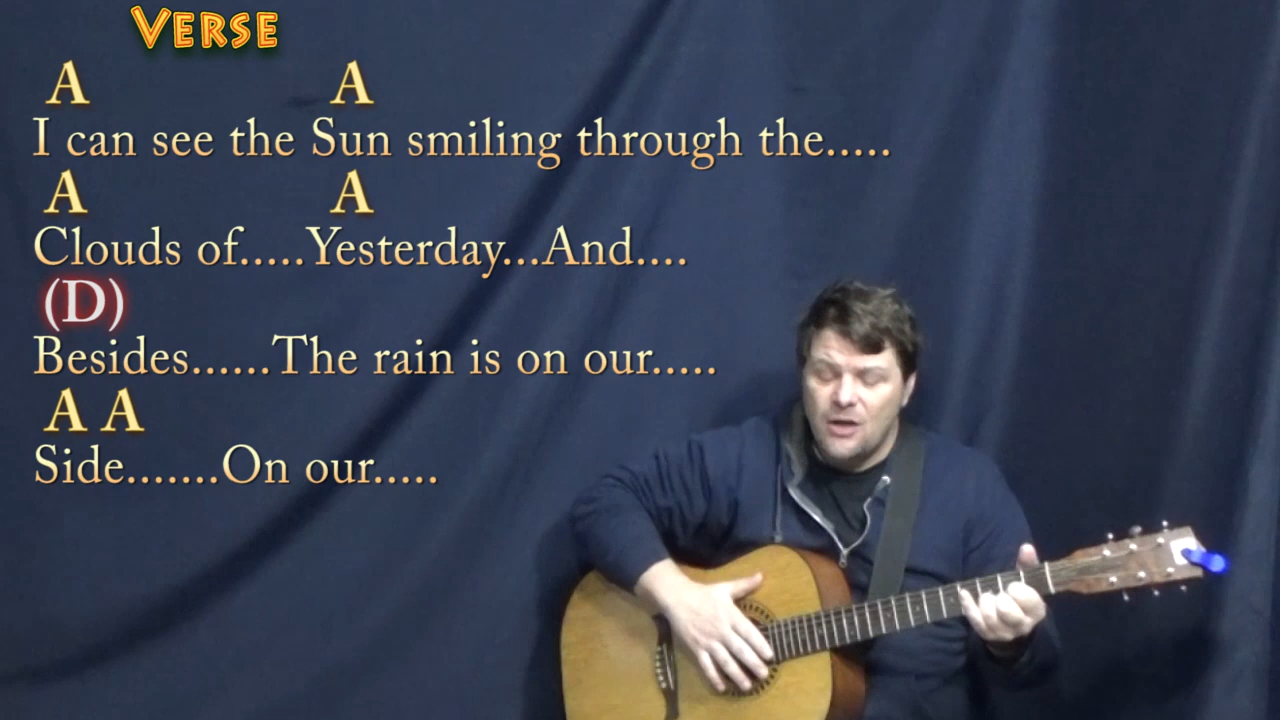 VERSE
A A
I can see the Sun smiling through the.....
A A
Clouds of.....Yesterday...And....
(D)
Besides......The rain is on our.....
A A
Side.......On our.....